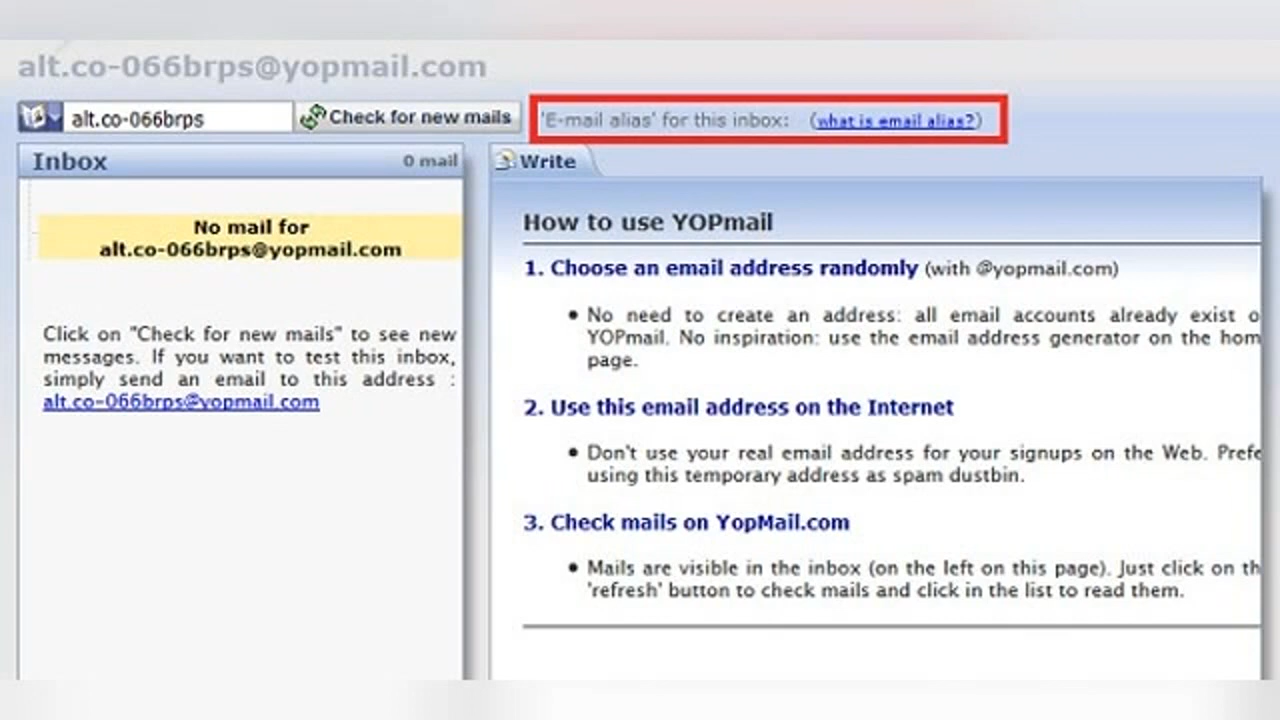 alt.co-066brps@yopmail.com
alt.co-066brps
Check for new mails
'E-mail alias' for this inbox: (what is email alias?)
Inbox
0 mail
Write
No mail for
alt.co-066brps@yopmail.com
Click on "Check for new mails" to see new
messages. If you want to test this inbox,
simply send an email to this address :
alt.co-066brps@yopmail.com
How to use YOPmail
1. Choose an email address randomly (with @yopmail.com)
• No need to create an address: all email accounts already exist o
YOPmail. No inspiration: use the email address generator on the hom
page.
2. Use this email address on the Internet
• Don't use your real email address for your signups on the Web. Prefe
using this temporary address as spam dustbin.
3. Check mails on YopMail.com
• Mails are visible in the inbox (on the left on this page). Just click on th
'refresh' button to check mails and click in the list to read them.